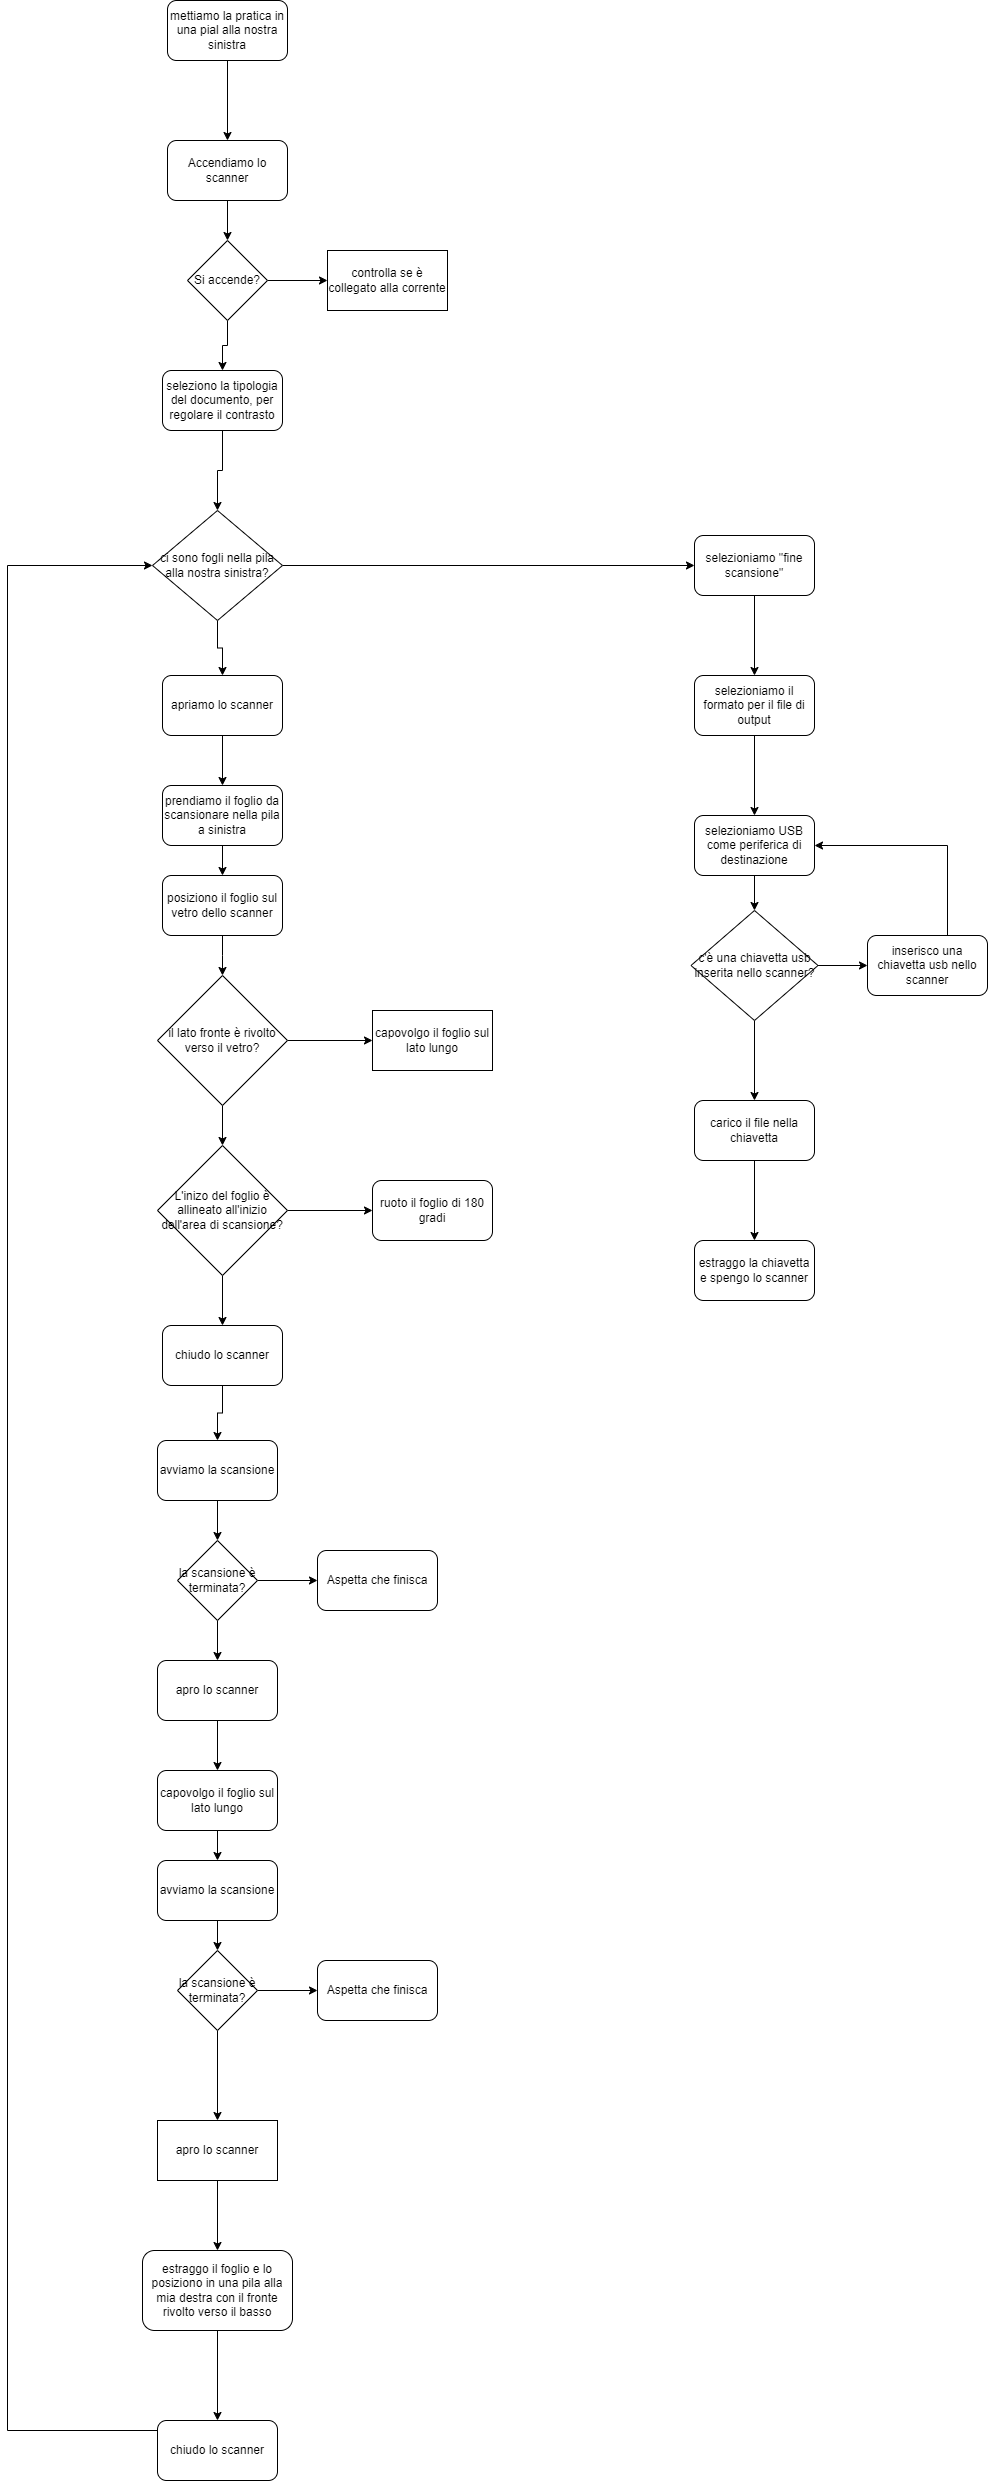 mettiamo la pratica in
una pial alla nostra
sinistra
Accendiamo lo
scanner
Si accende?
controlla se è
collegato alla corrente
seleziono la tipologia
del documento, per
regolare il contrasto
ci sono fogli nella pila
alla nostra sinistra?
selezioniamo "fine
scansione"
apriamo lo scanner
selezioniamo il
formato per il file di
output
prendiamo il foglio da
scansionare nella pila
a sinistra
selezioniamo USB
come periferica di
destinazione
posiziono il foglio sul
vetro dello scanner
c'è una chiavetta usb
inserita nello scanner?
inserisco una
chiavetta usb nello
scanner
il lato fronte è rivolto
verso il vetro?
capovolgo il foglio sul
lato lungo
carico il file nella
chiavetta
L'inizo del foglio è
allineato all'inizio
dell'area di scansione?
ruoto il foglio di 180
gradi
estraggo la chiavetta
e spengo lo scanner
chiudo lo scanner
avviamo la scansione
la scansione è
terminata?
Aspetta che finisca
apro lo scanner
capovolgo il foglio sul
lato lungo
avviamo la scansione
la scansione è
terminata?
Aspetta che finisca
apro lo scanner
estraggo il foglio e lo
posiziono in una pila alla
mia destra con il fronte
rivolto verso il basso
chiudo lo scanner